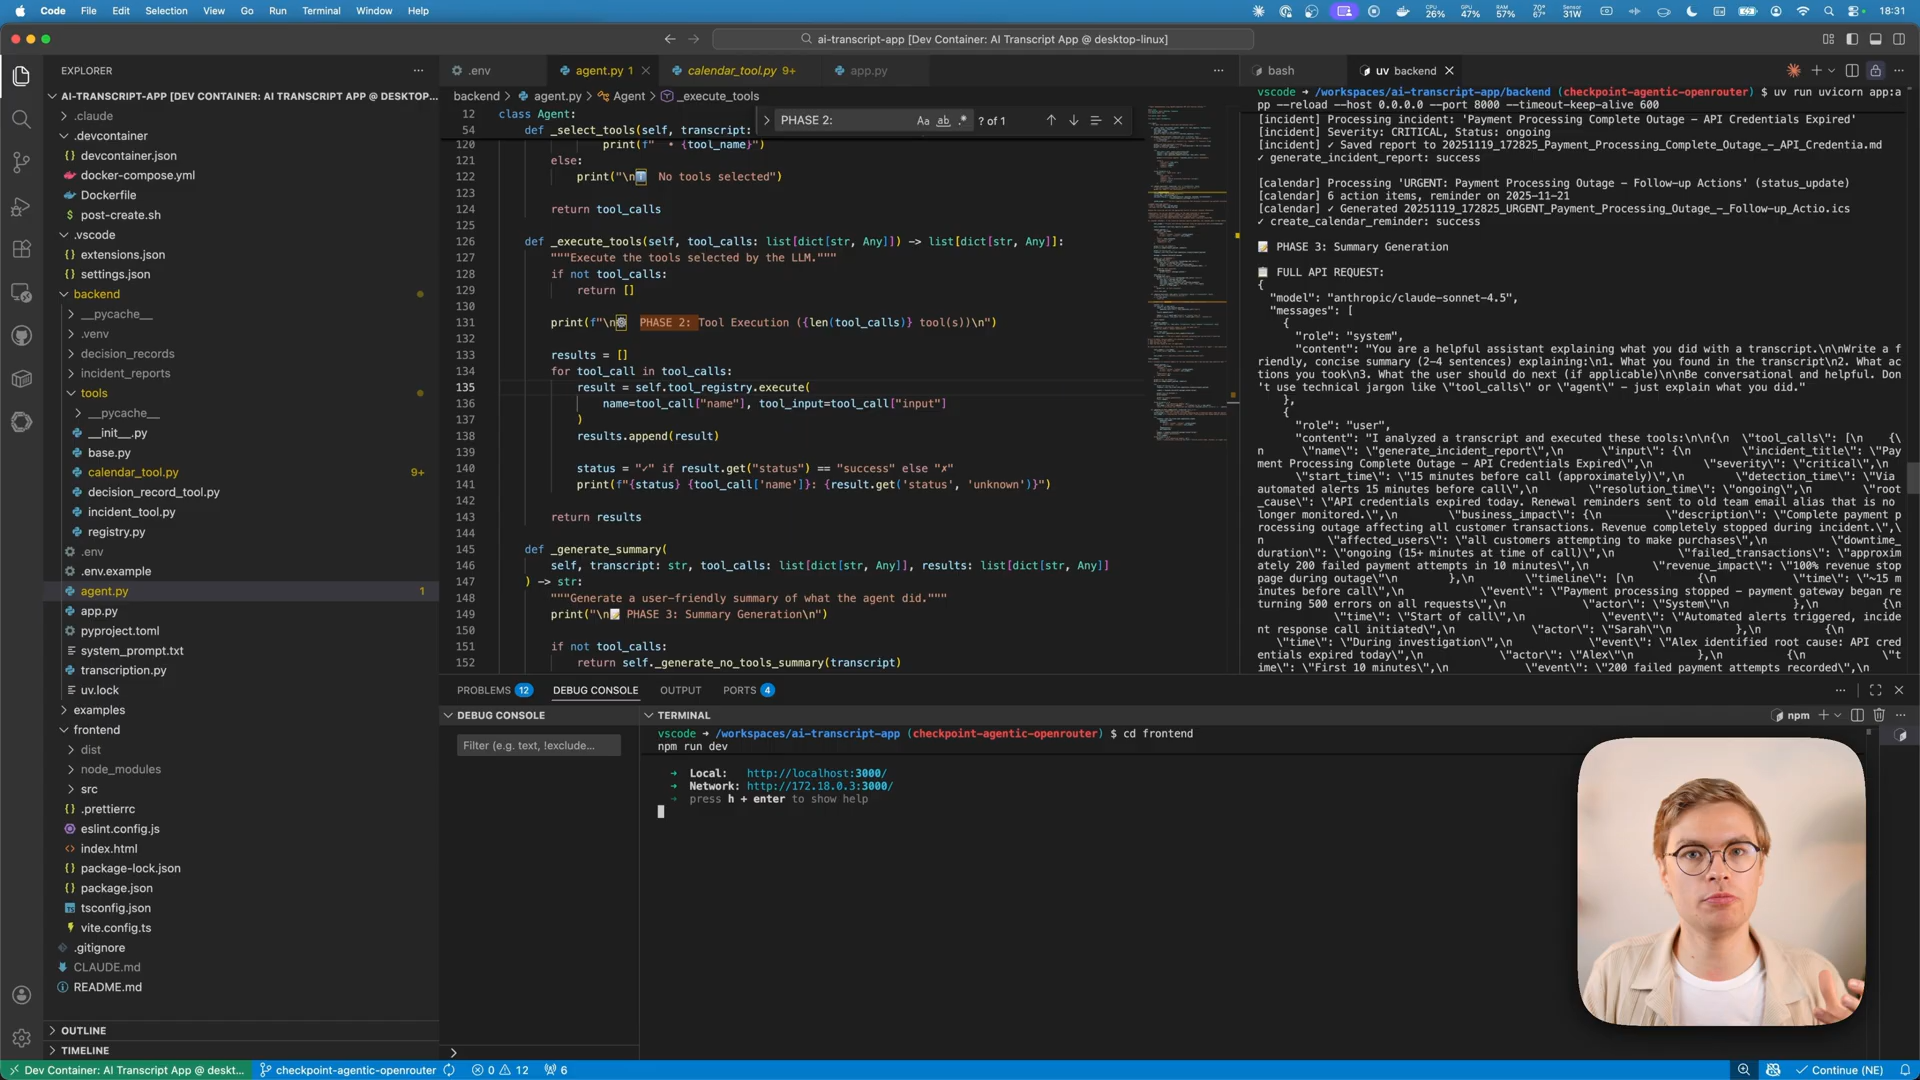 Code File Edit Selection View Go Run Terminal Window Help
CPU 26% GPU 47% RAM 57% 70° 67° Sensor 31W 18:31
ai-transcript-app [Dev Container: AI Transcript App @ desktop-linux]
EXPLORER
AI-TRANSCRIPT-APP [DEV CONTAINER: AI TRANSCRIPT APP @ DESKTOP...
.claude
.devcontainer
devcontainer.json
docker-compose.yml
Dockerfile
post-create.sh
.vscode
extensions.json
settings.json
backend
__pycache__
.venv
decision_records
incident_reports
tools
__pycache__
__init__.py
base.py
calendar_tool.py 9+
decision_record_tool.py
incident_tool.py
registry.py
.env
.env.example
agent.py 1
app.py
pyproject.toml
system_prompt.txt
transcription.py
uv.lock
examples
frontend
dist
node_modules
src
.prettierrc
eslint.config.js
index.html
package-lock.json
package.json
tsconfig.json
vite.config.ts
.gitignore
CLAUDE.md
README.md
OUTLINE
TIMELINE
.env agent.py 1 calendar_tool.py 9+ app.py
backend > agent.py > Agent > _execute_tools
PHASE 2: Aa ab .* ? of 1
12 class Agent:
54 def _select_tools(self, transcript:
120 print(f" • {tool_name}")
121 else:
122 print("\nℹ️ No tools selected")
123
124 return tool_calls
125
126 def _execute_tools(self, tool_calls: list[dict[str, Any]]) -> list[dict[str, Any]]:
127 """Execute the tools selected by the LLM."""
128 if not tool_calls:
129 return []
130
131 print(f"\n⚙️ PHASE 2: Tool Execution ({len(tool_calls)} tool(s))\n")
132
133 results = []
134 for tool_call in tool_calls:
135 result = self.tool_registry.execute(
136 name=tool_call["name"], tool_input=tool_call["input"]
137 )
138 results.append(result)
139
140 status = "✓" if result.get("status") == "success" else "✗"
141 print(f"{status} {tool_call['name']}: {result.get('status', 'unknown')}")
142
143 return results
144
145 def _generate_summary(
146 self, transcript: str, tool_calls: list[dict[str, Any]], results: list[dict[str, Any]]
147 ) -> str:
148 """Generate a user-friendly summary of what the agent did."""
149 print("\n📝 PHASE 3: Summary Generation\n")
150
151 if not tool_calls:
152 return self._generate_no_tools_summary(transcript)
bash uv backend
vscode → /workspaces/ai-transcript-app/backend (checkpoint-agentic-openrouter) $ uv run uvicorn app:a
pp --reload --host 0.0.0.0 --port 8000 --timeout-keep-alive 600
[incident] Processing incident: 'Payment Processing Complete Outage - API Credentials Expired'
[incident] Severity: CRITICAL, Status: ongoing
[incident] ✓ Saved report to 20251119_172825_Payment_Processing_Complete_Outage_-_API_Credentia.md
✓ generate_incident_report: success
[calendar] Processing 'URGENT: Payment Processing Outage - Follow-up Actions' (status_update)
[calendar] 6 action items, reminder on 2025-11-21
[calendar] ✓ Generated 20251119_172825_URGENT_Payment_Processing_Outage_-_Follow-up_Actio.ics
✓ create_calendar_reminder: success
📝 PHASE 3: Summary Generation
📋 FULL API REQUEST:
{
"model": "anthropic/claude-sonnet-4.5",
"messages": [
{
"role": "system",
"content": "You are a helpful assistant explaining what you did with a transcript.\n\nWrite a f
riendly, concise summary (2-4 sentences) explaining:\n1. What you found in the transcript\n2. What ac
tions you took\n3. What the user should do next (if applicable)\n\nBe conversational and helpful. Don
't use technical jargon like \"tool_calls\" or \"agent\" - just explain what you did."
},
{
"role": "user",
"content": "I analyzed a transcript and executed these tools:\n\n{\n \"tool_calls\": [\n {\
n \"name\": \"generate_incident_report\",\n \"input\": {\n \"incident_title\": \"Pay
ment Processing Complete Outage - API Credentials Expired\",\n \"severity\": \"critical\",\n
\"start_time\": \"15 minutes before call (approximately)\",\n \"detection_time\": \"Via
automated alerts 15 minutes before call\",\n \"resolution_time\": \"ongoing\",\n \"root
_cause\": \"API credentials expired today. Renewal reminders sent to old team email alias that is no
longer monitored.\",\n \"business_impact\": {\n \"description\": \"Complete payment p
rocessing outage affecting all customer transactions. Revenue completely stopped during incident.\",\
n \"affected_users\": \"all customers attempting to make purchases\",\n \"downtime_
duration\": \"ongoing (15+ minutes at time of call)\",\n \"failed_transactions\": \"approxim
ately 200 failed payment attempts in 10 minutes\",\n \"revenue_impact\": \"100% revenue stop
page during outage\"\n },\n \"timeline\": [\n {\n \"time\": \"~15 m
inutes before call\",\n \"event\": \"Payment processing stopped - payment gateway began re
turning 500 errors on all requests\",\n \"actor\": \"System\"\n },\n {\n
\"time\": \"Start of call\",\n \"event\": \"Automated alerts triggered, incide
nt response call initiated\",\n \"actor\": \"Sarah\"\n },\n {\n
\"time\": \"During investigation\",\n \"event\": \"Alex identified root cause: API cred
entials expired today\",\n \"actor\": \"Alex\"\n },\n {\n \"t
ime\": \"First 10 minutes\",\n \"event\": \"200 failed payment attempts recorded\",\n
PROBLEMS 12 DEBUG CONSOLE OUTPUT PORTS 4
DEBUG CONSOLE
Filter (e.g. text, !exclude...
TERMINAL
npm
vscode → /workspaces/ai-transcript-app (checkpoint-agentic-openrouter) $ cd frontend
npm run dev
→ Local: http://localhost:3000/
→ Network: http://172.18.0.3:3000/
→ press h + enter to show help
Dev Container: AI Transcript App @ deskt... checkpoint-agentic-openrouter 0 12 6 Continue (NE)